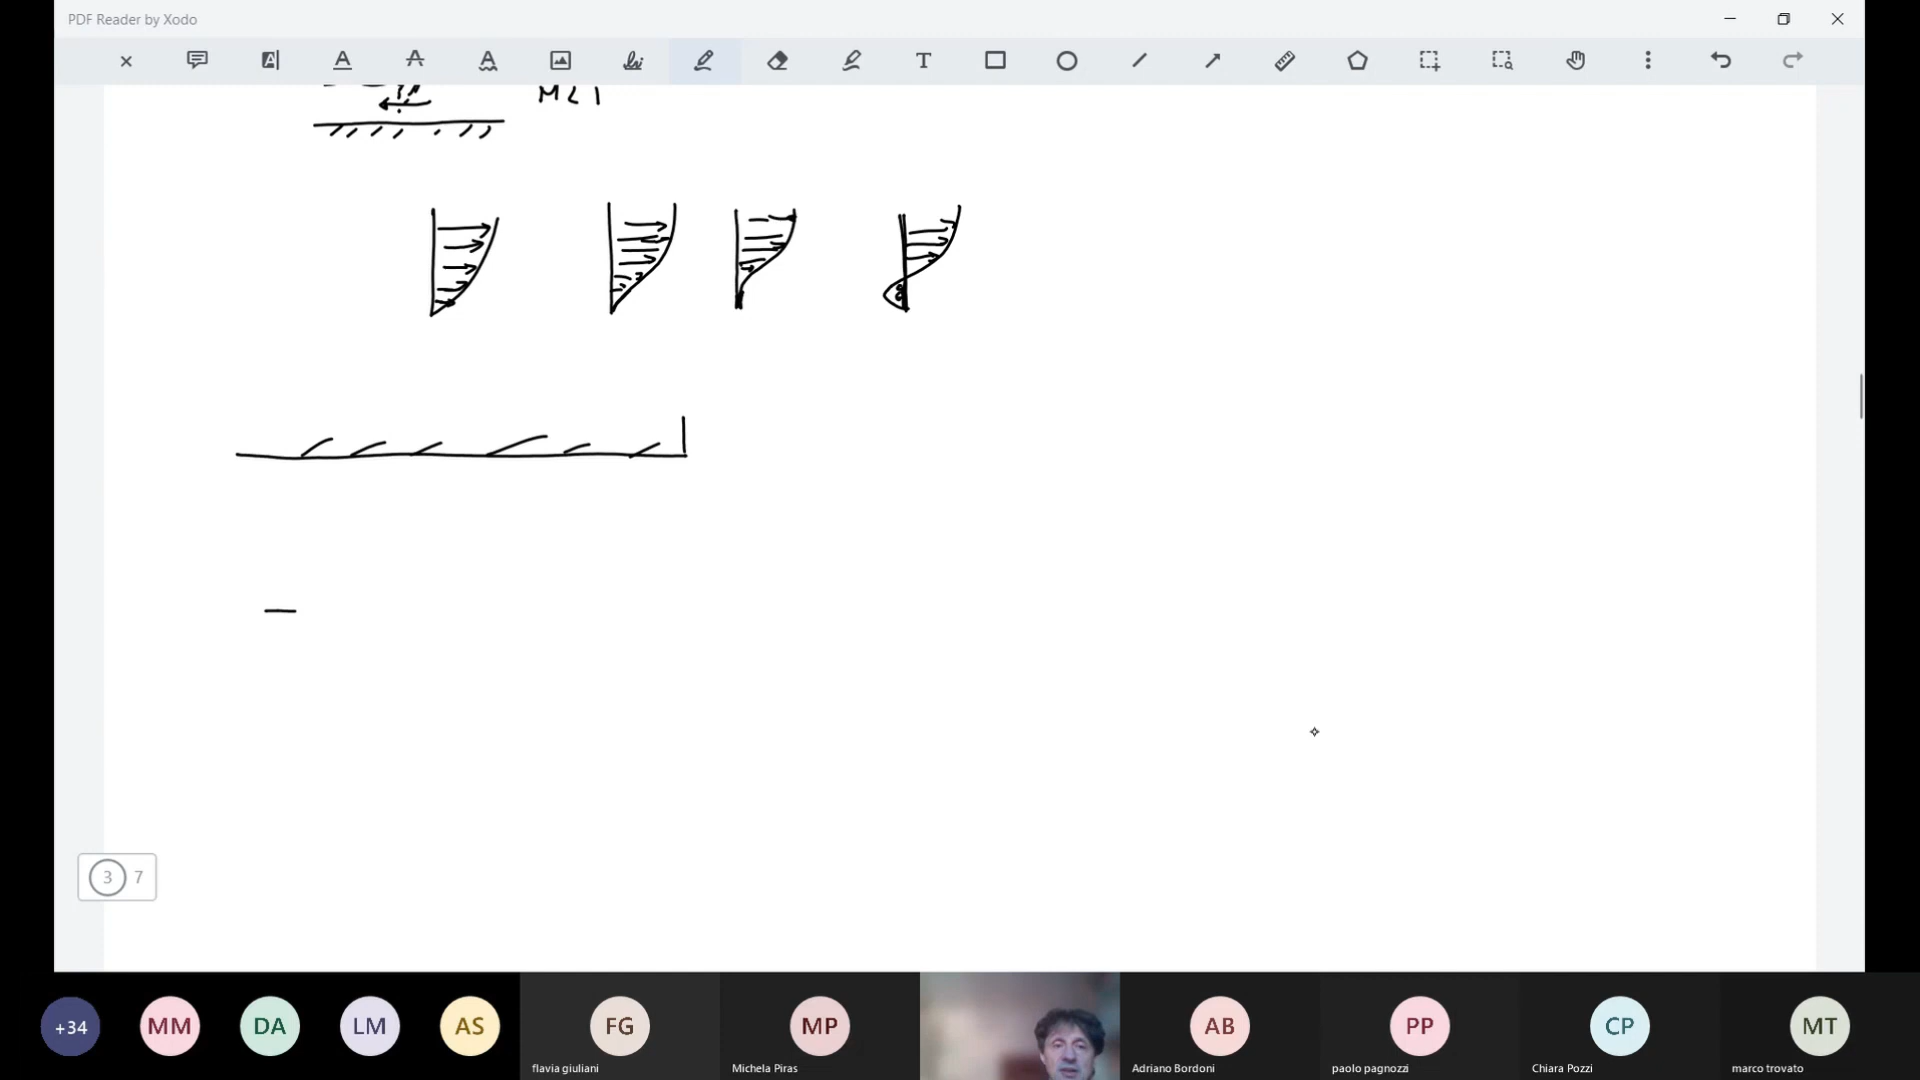 PDF Reader by Xodo
M<1
3 7
+34 MM DA LM AS FG MP AB PP CP MT
flavia giuliani Michela Piras Adriano Bordoni paolo pagnozzi Chiara Pozzi marco trovato